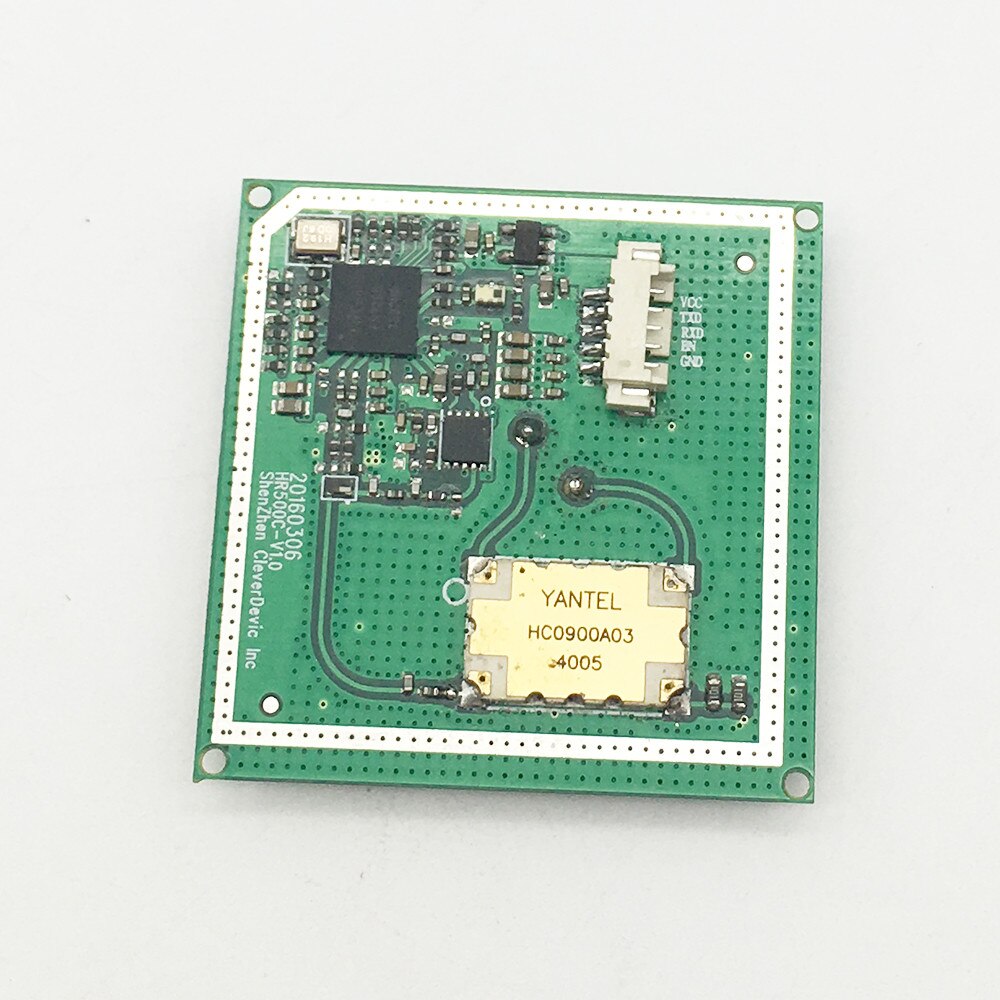 VCC
TXD
RXD
EN
GND
20160306
HR500C-V1.0
ShenZhen CleverDevic Inc
YANTEL
HC0900A03
4005